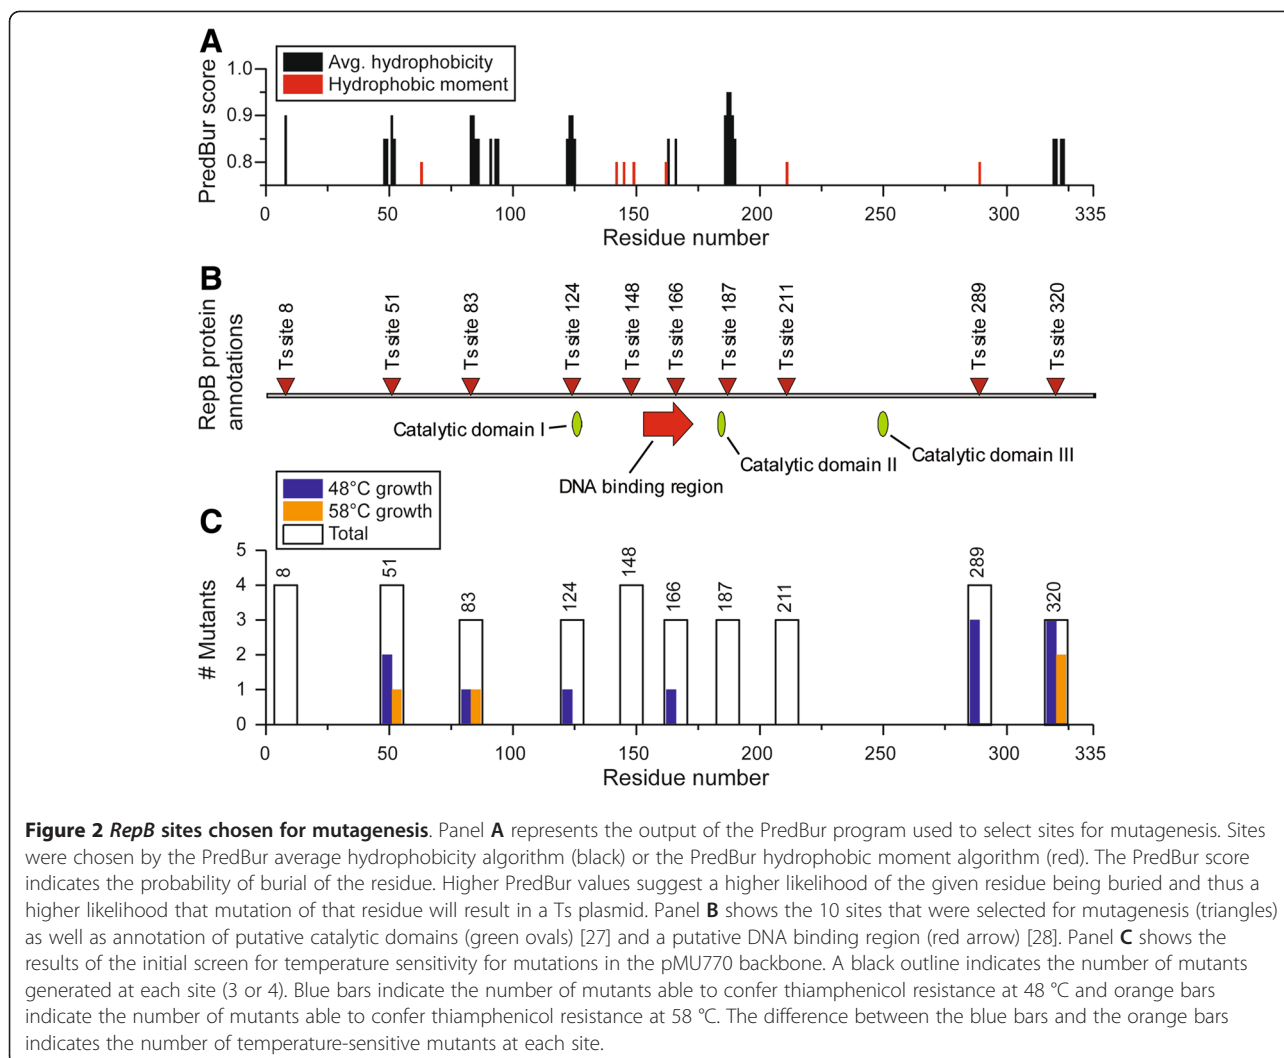 A
PredBur score
Avg. hydrophobicity
Hydrophobic moment
1.0
0.9
0.8
0 50 100 150 200 250 300 335
Residue number
B
RepB protein annotations
Ts site 8
Ts site 51
Ts site 83
Ts site 124
Ts site 148
Ts site 166
Ts site 187
Ts site 211
Ts site 289
Ts site 320
Catalytic domain I
DNA binding region
Catalytic domain II
Catalytic domain III
C
48°C growth
58°C growth
Total
# Mutants
5
4
3
2
1
0
8 51 83 124 148 166 187 211 289 320
0 50 100 150 200 250 300 335
Residue number
Figure 2 RepB sites chosen for mutagenesis. Panel A represents the output of the PredBur program used to select sites for mutagenesis. Sites
were chosen by the PredBur average hydrophobicity algorithm (black) or the PredBur hydrophobic moment algorithm (red). The PredBur score
indicates the probability of burial of the residue. Higher PredBur values suggest a higher likelihood of the given residue being buried and thus a
higher likelihood that mutation of that residue will result in a Ts plasmid. Panel B shows the 10 sites that were selected for mutagenesis (triangles)
as well as annotation of putative catalytic domains (green ovals) [27] and a putative DNA binding region (red arrow) [28]. Panel C shows the
results of the initial screen for temperature sensitivity for mutations in the pMU770 backbone. A black outline indicates the number of mutants
generated at each site (3 or 4). Blue bars indicate the number of mutants able to confer thiamphenicol resistance at 48 °C and orange bars
indicate the number of mutants able to confer thiamphenicol resistance at 58 °C. The difference between the blue bars and the orange bars
indicates the number of temperature-sensitive mutants at each site.